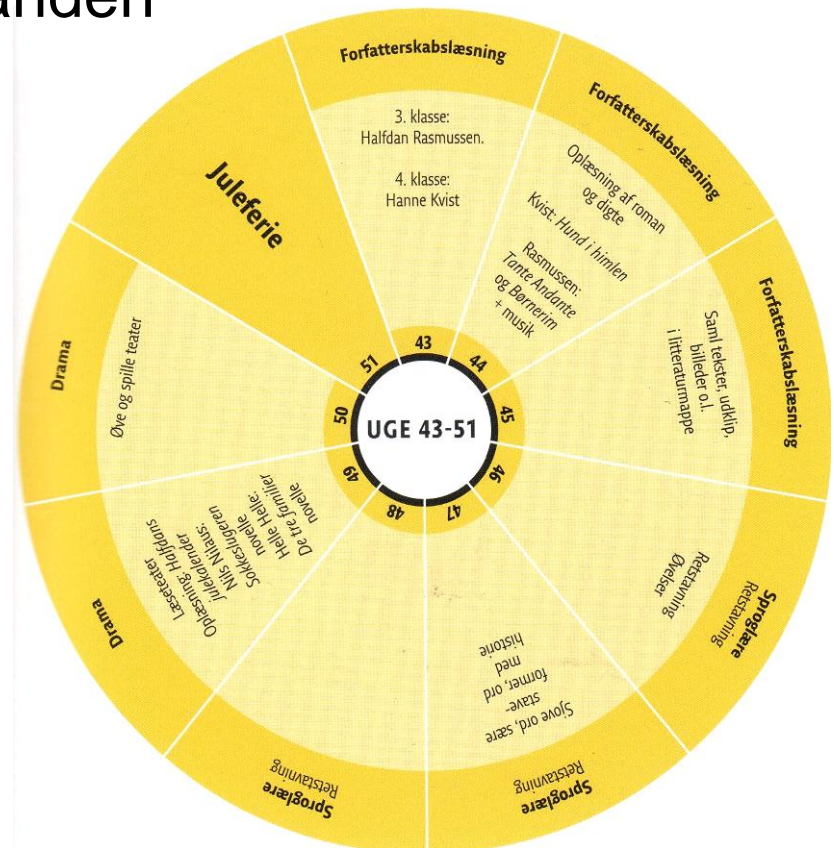 anden
Forfatterskabslæsning
3. klasse:
Halfdan Rasmussen.
4. klasse:
Hanne Kvist
Forfatterskabslæsning
Oplæsning af roman
og digte
Kvist: Hund i himlen
Rasmussen:
Tante Andante
og Børnerim
+ musik
Forfatterskabslæsning
Saml tekster, udklip,
billeder o.l.
i litteraturmappe
Sproglære
Retstavning
Retstavning
Øvelser
Sproglære
Retstavning
Sjove ord, sære
stave-
former, ord
med
historie
Sproglære
Retstavning
Drama
Læseteater
Oplæsning: Halfdans
julekalender
Nis Nilaus:
Sokkeslugeren
novelle
Helle Helle:
De tre familier
novelle
Drama
Øve og spille teater
Juleferie
43
44
45
46
47
48
49
50
51
UGE 43-51